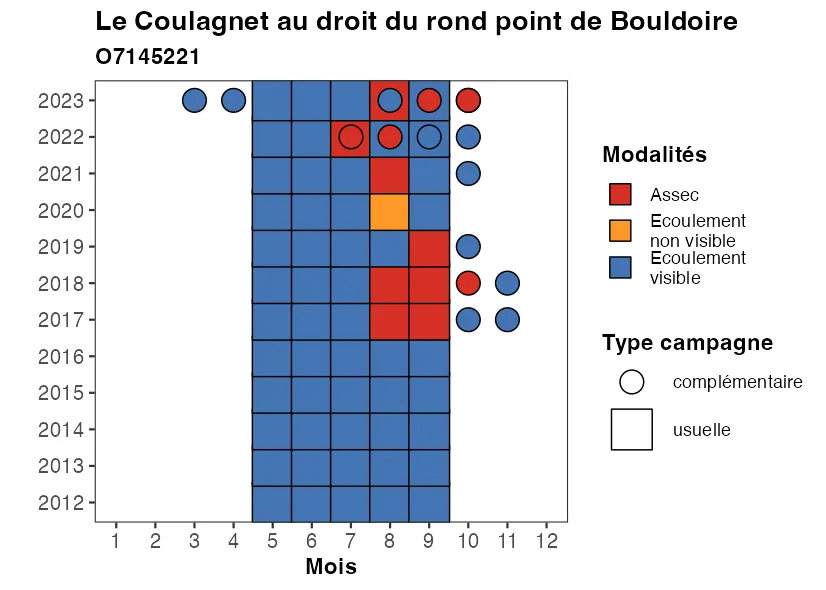 Le Coulagnet au droit du rond point de Bouldoire
O7145221
2023
2022
2021
2020
2019
2018
2017
2016
2015
2014
2013
2012
1 2 3 4 5 6 7 8 9 10 11 12
Mois
Modalités
Assec
Ecoulement
non visible
Ecoulement
visible
Type campagne
complémentaire
usuelle